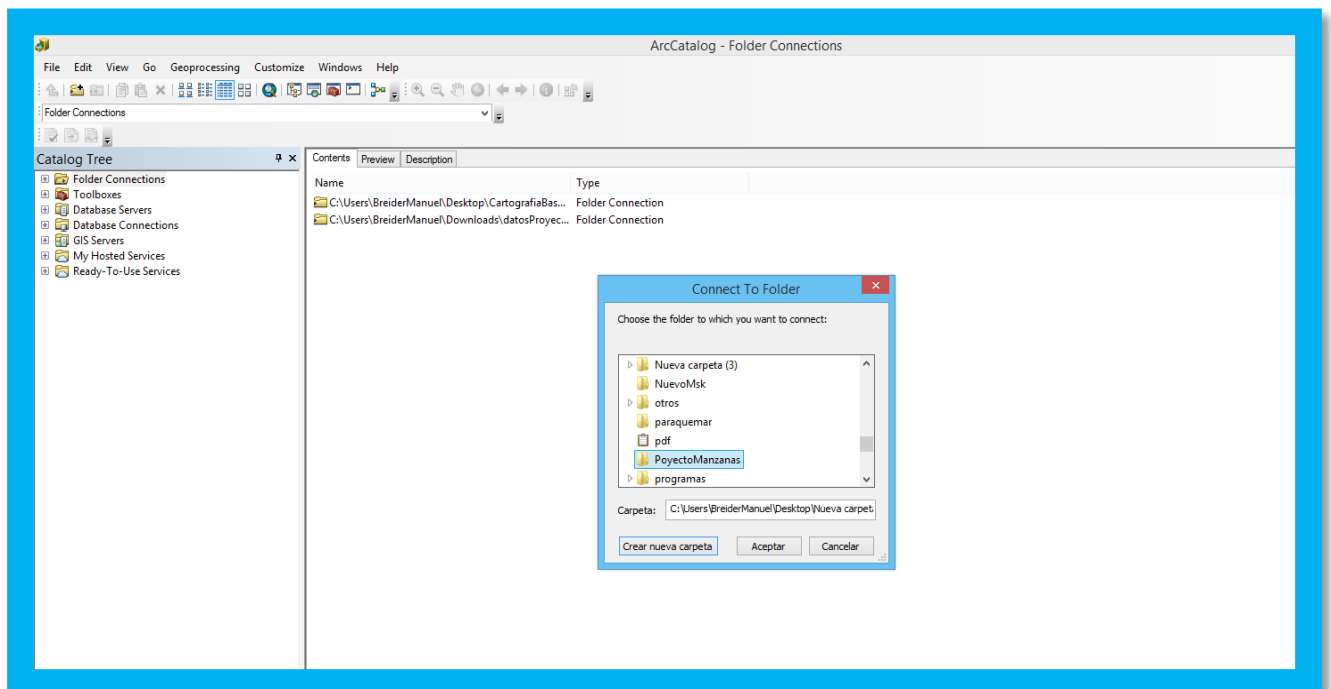 ArcCatalog - Folder Connections
File Edit View Go Geoprocessing Customize Windows Help
Folder Connections
Catalog Tree
Folder Connections
Toolboxes
Database Servers
Database Connections
GIS Servers
My Hosted Services
Ready-To-Use Services
Contents Preview Description
Name Type
C:\Users\BreiderManuel\Desktop\CartografiaBas... Folder Connection
C:\Users\BreiderManuel\Downloads\datosProyec... Folder Connection
Connect To Folder
Choose the folder to which you want to connect:
Nueva carpeta (3)
NuevoMsk
otros
paraquemar
pdf
PoyectoManzanas
programas
Carpeta: C:\Users\BreiderManuel\Desktop\Nueva carpet
Crear nueva carpeta Aceptar Cancelar